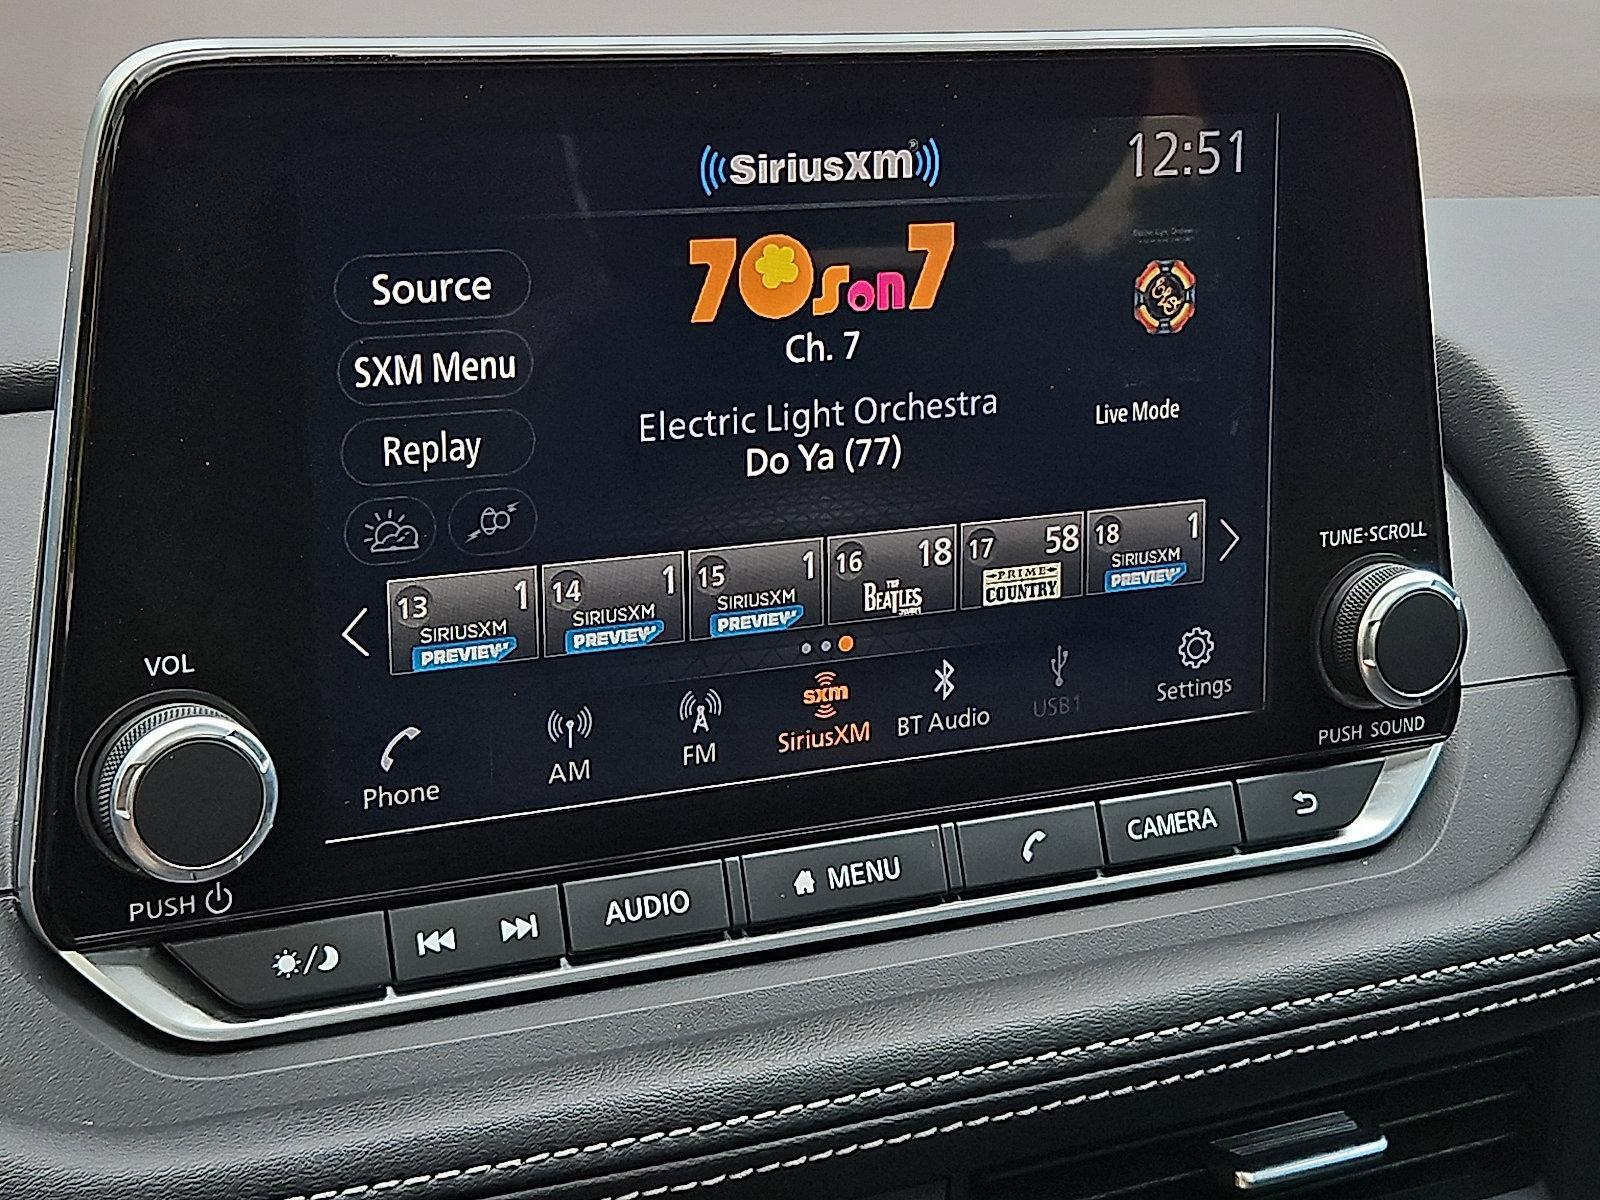 SiriusXM
12:51
70s on 7
Ch. 7
Electric Light Orchestra
Do Ya (77)
Live Mode
Source
SXM Menu
Replay
13 1
SIRIUSXM
PREVIEW
14 1
SIRIUSXM
PREVIEW
15 1
SIRIUSXM
PREVIEW
16 18
THE
BEATLES
17 58
PRIME
COUNTRY
18 1
SIRIUSXM
PREVIEW
Phone
AM
FM
sxm
SiriusXM
BT Audio
USB1
Settings
VOL
PUSH
TUNE·SCROLL
PUSH SOUND
AUDIO
MENU
CAMERA